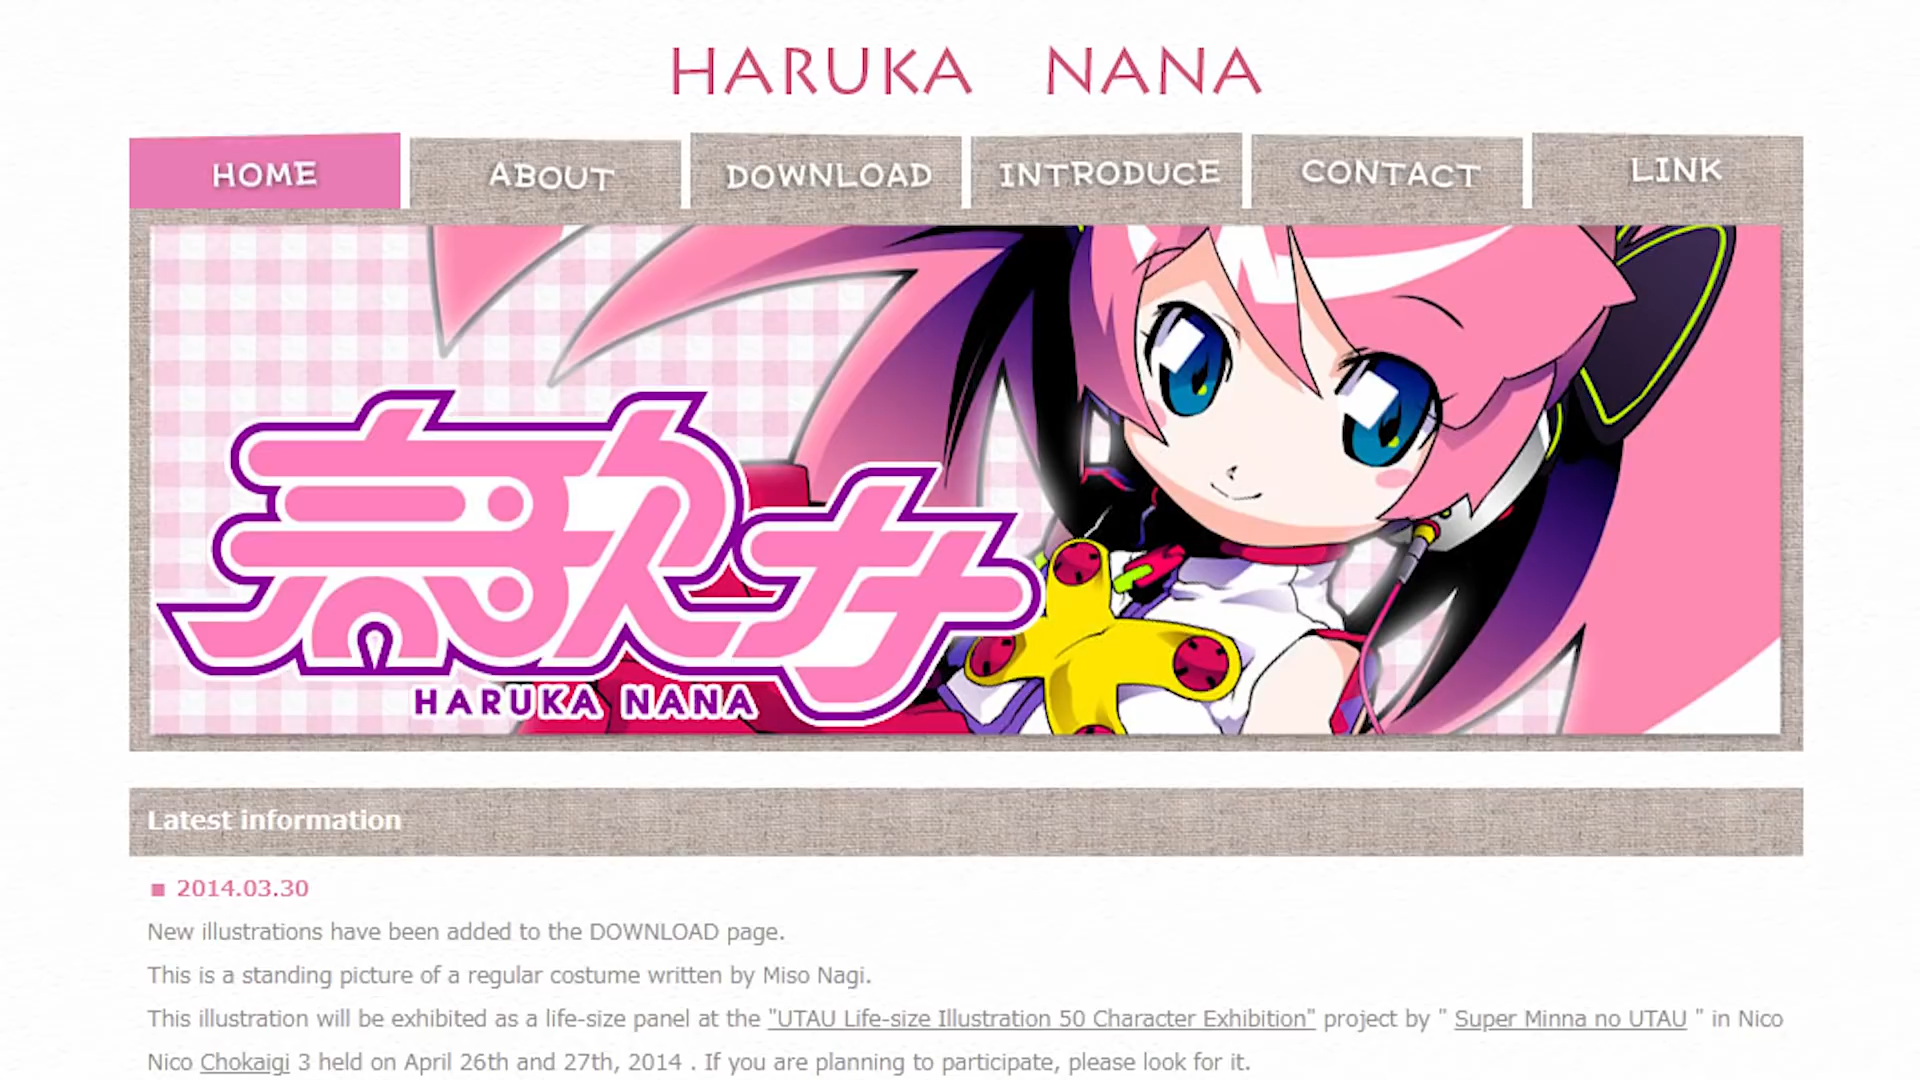 HARUKA NANA
HOME ABOUT DOWNLOAD INTRODUCE CONTACT LINK
HARUKA NANA
Latest information
2014.03.30
New illustrations have been added to the DOWNLOAD page.
This is a standing picture of a regular costume written by Miso Nagi.
This illustration will be exhibited as a life-size panel at the "UTAU Life-size Illustration 50 Character Exhibition" project by " Super Minna no UTAU " in Nico
Nico Chokaigi 3 held on April 26th and 27th, 2014 . If you are planning to participate, please look for it.